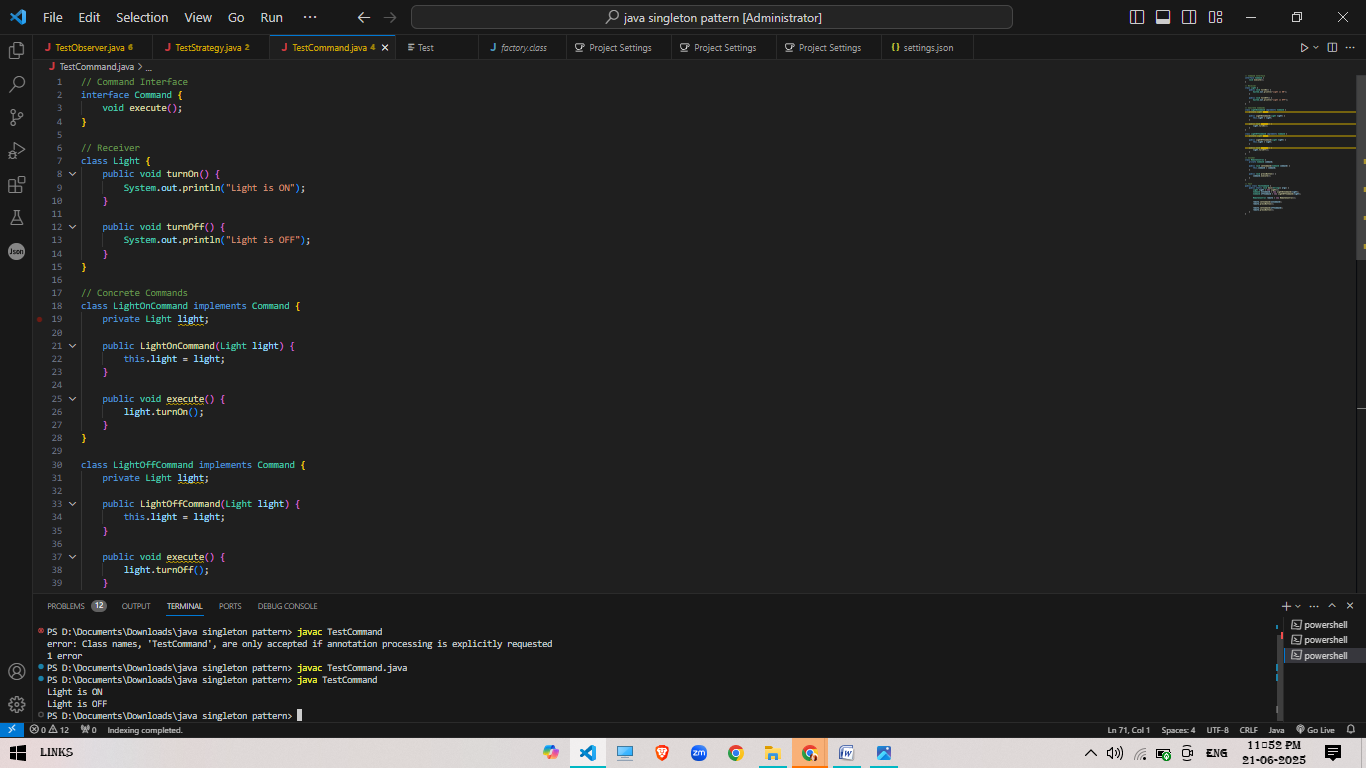 File Edit Selection View Go Run ··· java singleton pattern [Administrator]
TestObserver.java 6 TestStrategy.java 2 TestCommand.java 4 Test factory.class Project Settings Project Settings Project Settings settings.json
TestCommand.java > ...
1 // Command Interface
2 interface Command {
3 void execute();
4 }
5
6 // Receiver
7 class Light {
8 public void turnOn() {
9 System.out.println("Light is ON");
10 }
11
12 public void turnOff() {
13 System.out.println("Light is OFF");
14 }
15 }
16
17 // Concrete Commands
18 class LightOnCommand implements Command {
19 private Light light;
20
21 public LightOnCommand(Light light) {
22 this.light = light;
23 }
24
25 public void execute() {
26 light.turnOn();
27 }
28 }
29
30 class LightOffCommand implements Command {
31 private Light light;
32
33 public LightOffCommand(Light light) {
34 this.light = light;
35 }
36
37 public void execute() {
38 light.turnOff();
39 }
PROBLEMS 12 OUTPUT TERMINAL PORTS DEBUG CONSOLE
PS D:\Documents\Downloads\java singleton pattern> javac TestCommand
error: Class names, 'TestCommand', are only accepted if annotation processing is explicitly requested
1 error
PS D:\Documents\Downloads\java singleton pattern> javac TestCommand.java
PS D:\Documents\Downloads\java singleton pattern> java TestCommand
Light is ON
Light is OFF
PS D:\Documents\Downloads\java singleton pattern>
powershell
powershell
powershell
0 12 0 Indexing completed. Ln 71, Col 1 Spaces: 4 UTF-8 CRLF Java Go Live
LINKS zm ENG 11:52 PM
21-06-2025
Json